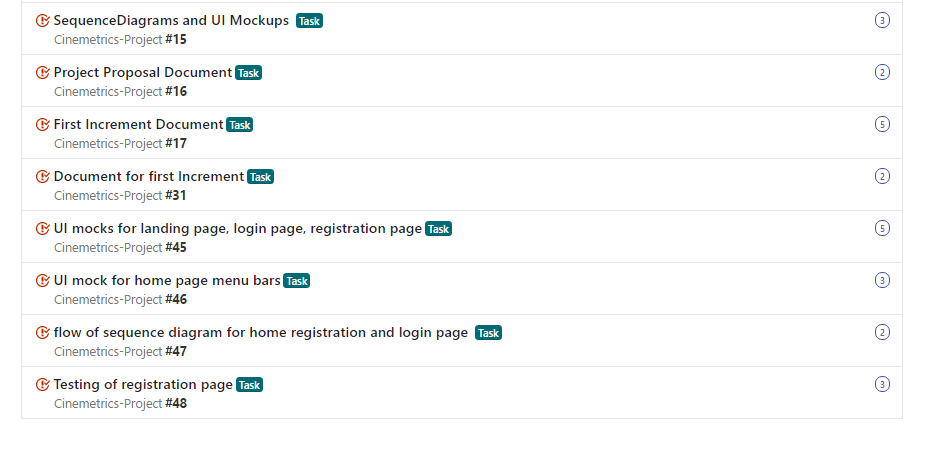 SequenceDiagrams and UI Mockups Task 3
Cinemetrics-Project #15
Project Proposal Document Task 2
Cinemetrics-Project #16
First Increment Document Task 5
Cinemetrics-Project #17
Document for first Increment Task 2
Cinemetrics-Project #31
UI mocks for landing page, login page, registration page Task 5
Cinemetrics-Project #45
UI mock for home page menu bars Task 3
Cinemetrics-Project #46
flow of sequence diagram for home registration and login page Task 2
Cinemetrics-Project #47
Testing of registration page Task 3
Cinemetrics-Project #48